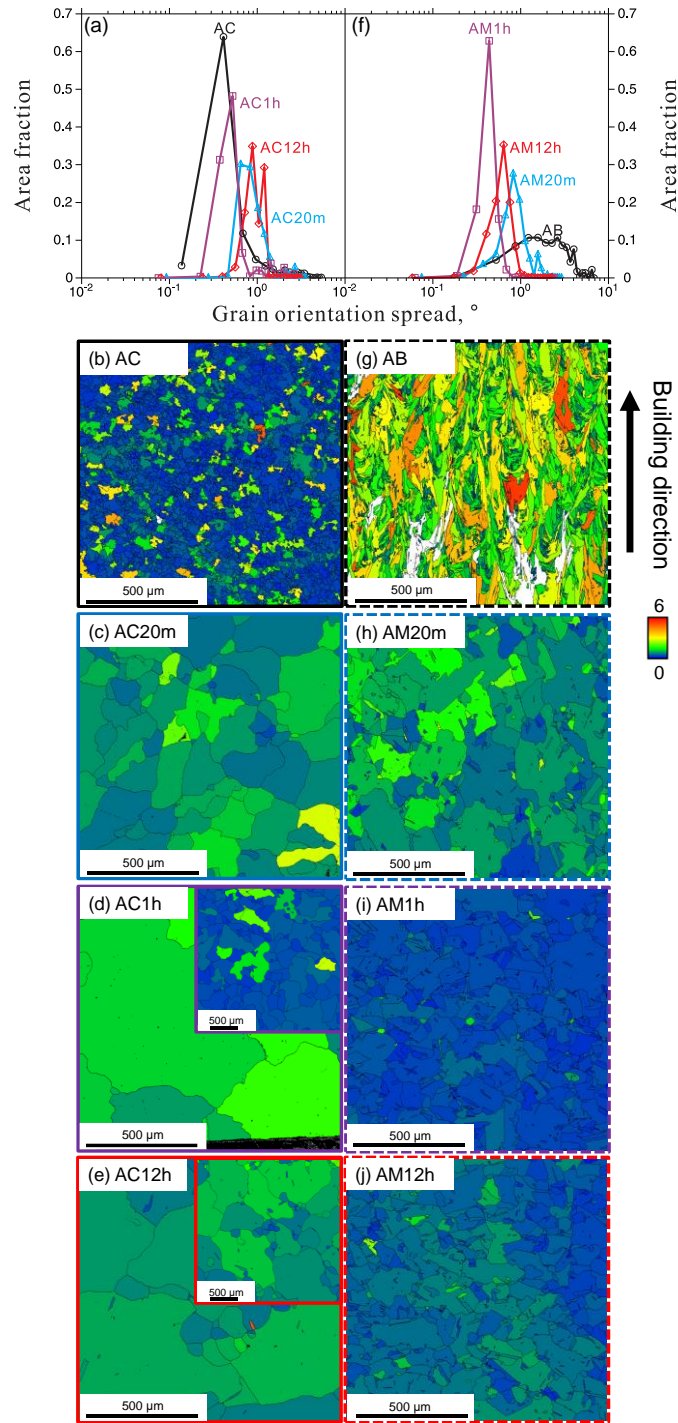 (a)
AC
AC1h
AC12h
AC20m
Area fraction
0.7
0.6
0.5
0.4
0.3
0.2
0.1
0
10-2
10-1
100
(f)
AM1h
AM12h
AM20m
AB
10-2
10-1
100
101
0.7
0.6
0.5
0.4
0.3
0.2
0.1
0
Area fraction
Grain orientation spread, °
(b) AC
500 µm
(g) AB
500 µm
Building direction
6
0
(c) AC20m
500 µm
(h) AM20m
500 µm
(d) AC1h
500 µm
500 µm
(i) AM1h
500 µm
(e) AC12h
500 µm
500 µm
(j) AM12h
500 µm